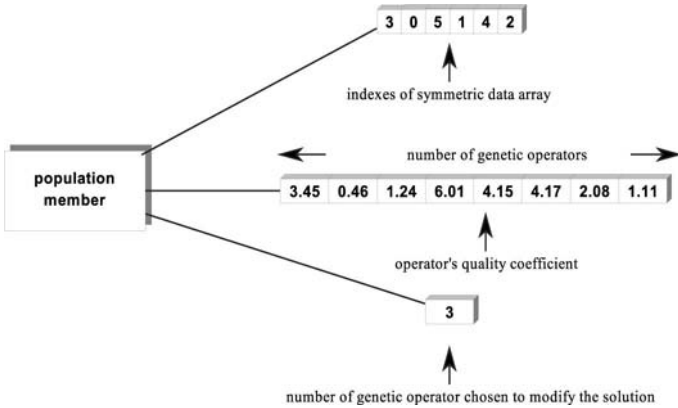 3 0 5 1 4 2
indexes of symmetric data array
number of genetic operators
population
member
3.45 0.46 1.24 6.01 4.15 4.17 2.08 1.11
operator's quality coefficient
3
number of genetic operator chosen to modify the solution